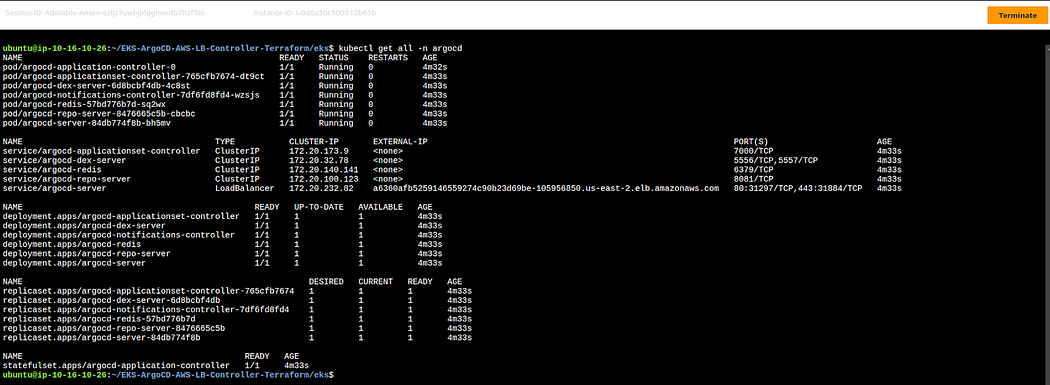 Session ID: Adorable-Aman-ezljz7uwhjblqgmvutb7hzf3bi Instance ID: i-0d6a3bc509812b65b Terminate
ubuntu@ip-10-16-10-26:~/EKS-ArgoCD-AWS-LB-Controller-Terraform/eks$ kubectl get all -n argocd
NAME READY STATUS RESTARTS AGE
pod/argocd-application-controller-0 1/1 Running 0 4m32s
pod/argocd-applicationset-controller-765cfb7674-dt9ct 1/1 Running 0 4m33s
pod/argocd-dex-server-6d8bcbf4db-4c8st 1/1 Running 0 4m33s
pod/argocd-notifications-controller-7df6fd8fd4-wzsjs 1/1 Running 0 4m33s
pod/argocd-redis-57bd776b7d-sq2wx 1/1 Running 0 4m33s
pod/argocd-repo-server-8476665c5b-cbcbc 1/1 Running 0 4m33s
pod/argocd-server-84db774f8b-bh5mv 1/1 Running 0 4m33s
NAME TYPE CLUSTER-IP EXTERNAL-IP PORT(S) AGE
service/argocd-applicationset-controller ClusterIP 172.20.173.9 <none> 7000/TCP 4m33s
service/argocd-dex-server ClusterIP 172.20.32.78 <none> 5556/TCP,5557/TCP 4m33s
service/argocd-redis ClusterIP 172.20.140.141 <none> 6379/TCP 4m33s
service/argocd-repo-server ClusterIP 172.20.100.123 <none> 8081/TCP 4m33s
service/argocd-server LoadBalancer 172.20.232.82 a6360afb5259146559274c90b23d69be-105956850.us-east-2.elb.amazonaws.com 80:31297/TCP,443:31884/TCP 4m33s
NAME READY UP-TO-DATE AVAILABLE AGE
deployment.apps/argocd-applicationset-controller 1/1 1 1 4m33s
deployment.apps/argocd-dex-server 1/1 1 1 4m33s
deployment.apps/argocd-notifications-controller 1/1 1 1 4m33s
deployment.apps/argocd-redis 1/1 1 1 4m33s
deployment.apps/argocd-repo-server 1/1 1 1 4m33s
deployment.apps/argocd-server 1/1 1 1 4m33s
NAME DESIRED CURRENT READY AGE
replicaset.apps/argocd-applicationset-controller-765cfb7674 1 1 1 4m33s
replicaset.apps/argocd-dex-server-6d8bcbf4db 1 1 1 4m33s
replicaset.apps/argocd-notifications-controller-7df6fd8fd4 1 1 1 4m33s
replicaset.apps/argocd-redis-57bd776b7d 1 1 1 4m33s
replicaset.apps/argocd-repo-server-8476665c5b 1 1 1 4m33s
replicaset.apps/argocd-server-84db774f8b 1 1 1 4m33s
NAME READY AGE
statefulset.apps/argocd-application-controller 1/1 4m33s
ubuntu@ip-10-16-10-26:~/EKS-ArgoCD-AWS-LB-Controller-Terraform/eks$